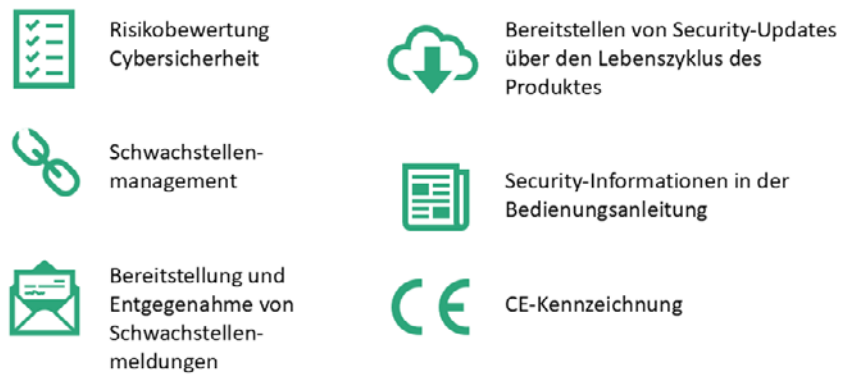 Risikobewertung
Cybersicherheit
Schwachstellen-
management
Bereitstellung und
Entgegenahme von
Schwachstellen-
meldungen
Bereitstellen von Security-Updates
über den Lebenszyklus des
Produktes
Security-Informationen in der
Bedienungsanleitung
CE
CE-Kennzeichnung